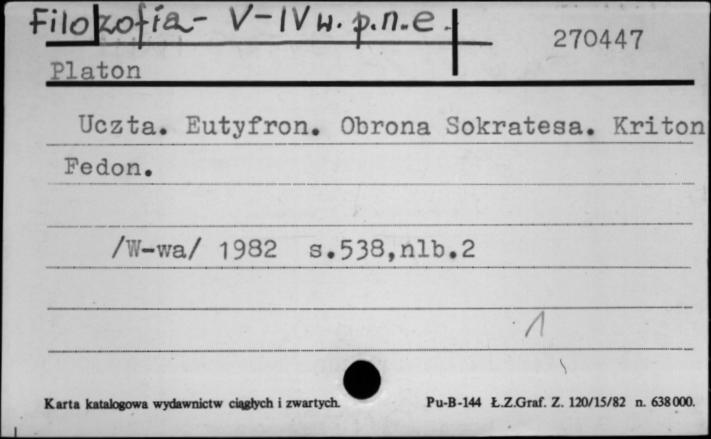 Filozofia - V-IV w. p.n.e.
270447
Platon
Uczta. Eutyfron. Obrona Sokratesa. Kriton
Fedon.
/W-wa/ 1982 s.538,nlb.2
1
Karta katalogowa wydawnictw ciągłych i zwartych.
Pu-B-144 Ł.Z.Graf. Z. 120/15/82 n. 638000.